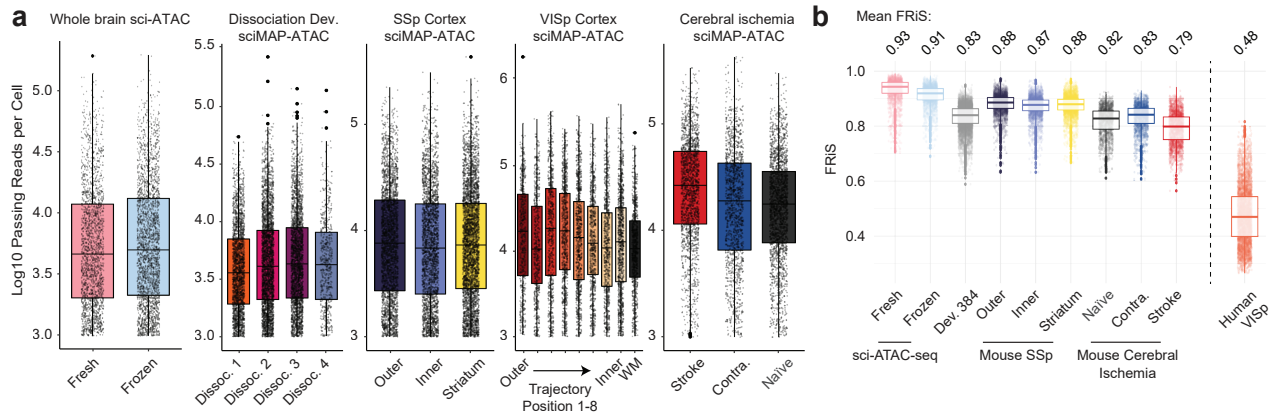 a
Whole brain sci-ATAC
Dissociation Dev.
sciMAP-ATAC
SSp Cortex
sciMAP-ATAC
VISp Cortex
sciMAP-ATAC
Cerebral ischemia
sciMAP-ATAC
Log10 Passing Reads per Cell
5.0
4.5
4.0
3.5
3.0
Fresh
Frozen
5.5
5.0
4.5
4.0
3.5
3.0
Dissoc. 1
Dissoc. 2
Dissoc. 3
Dissoc. 4
5
4
3
Outer
Inner
Striatum
6
5
4
3
Outer
Inner
WM
Trajectory
Position 1-8
5
4
3
Stroke
Contra.
Naïve
b
Mean FRiS:
0.93
0.91
0.83
0.88
0.87
0.88
0.82
0.83
0.79
0.48
FRiS
1.0
0.8
0.6
0.4
Fresh
Frozen
Dev. 384
Outer
Inner
Striatum
Naïve
Contra.
Stroke
Human
VISp
sci-ATAC-seq
Mouse SSp
Mouse Cerebral
Ischemia